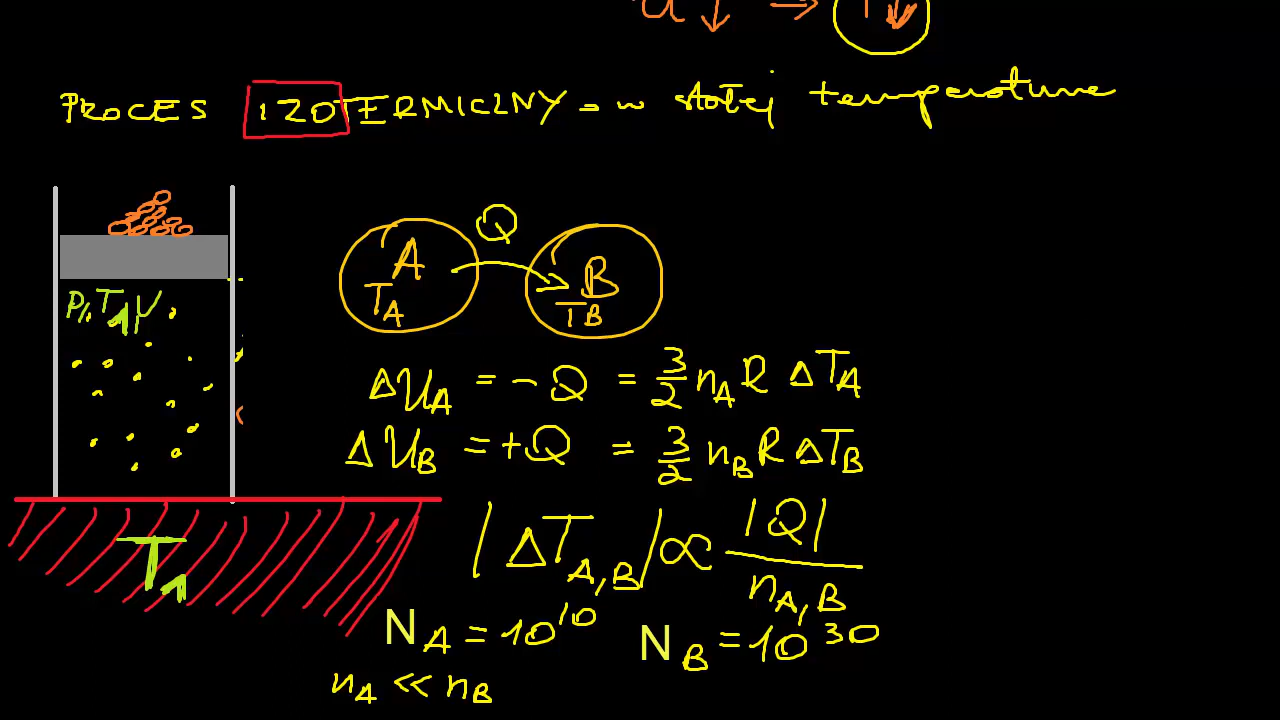 U↓ ⇒ T↓
PROCES IZOTERMICZNY = w stałej temperaturze
Q
A B
T_A T_B
P₁, T₁, V₁
ΔU_A = -Q = 3/2 n_A R ΔT_A
ΔU_B = +Q = 3/2 n_B R ΔT_B
|ΔT_A,B| ∝ |Q| / n_A,B
T₁
N_A = 10^10 N_B = 10^30
n_A << n_B